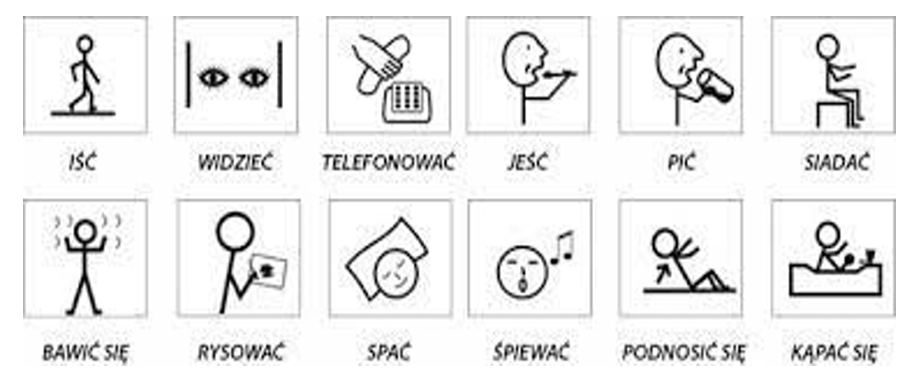 IŚĆ WIDZIEĆ TELEFONOWAĆ JEŚĆ PIĆ SIADAĆ
BAWIĆ SIĘ RYSOWAĆ SPAĆ ŚPIEWAĆ PODNOSIĆ SIĘ KĄPAĆ SIĘ